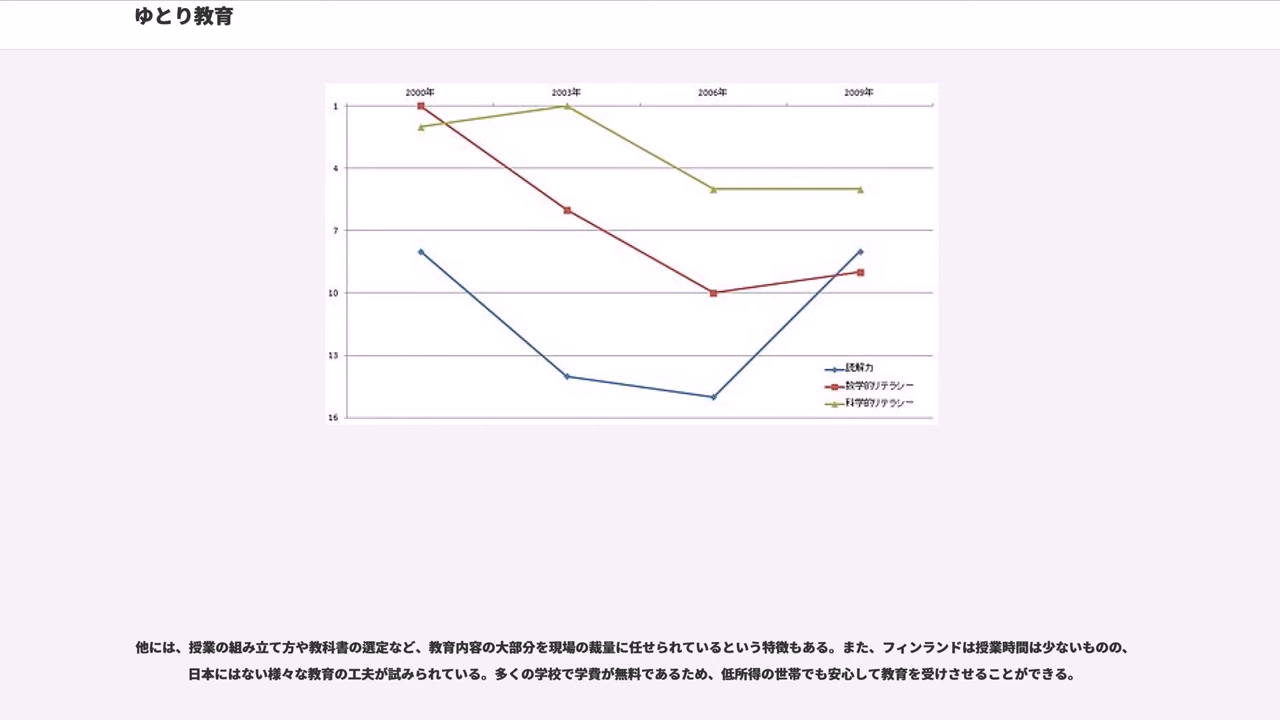 ゆとり教育
2000年 2003年 2006年 2009年
1
4
7
10
13
16
読解力
数学的リテラシー
科学的リテラシー
他には、授業の組み立て方や教科書の選定など、教育内容の大部分を現場の裁量に任せられているという特徴もある。また、フィンランドは授業時間は少ないものの、
日本にはない様々な教育の工夫が試みられている。多くの学校で学費が無料であるため、低所得の世帯でも安心して教育を受けさせることができる。